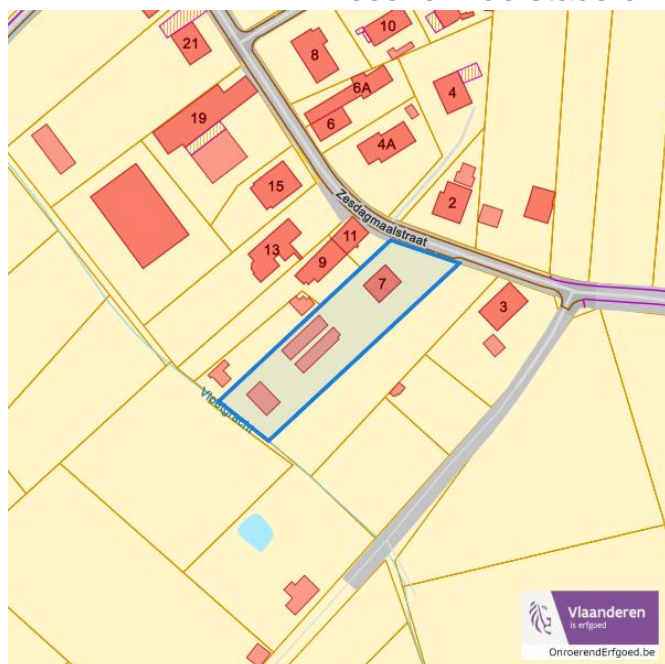 21
8
10
6A
4
19
6
4A
15
2
Zesdagmaalstraat
11
13
9
7
3
Vlaanderen
is erfgoed
OnroerendErfgoed.be